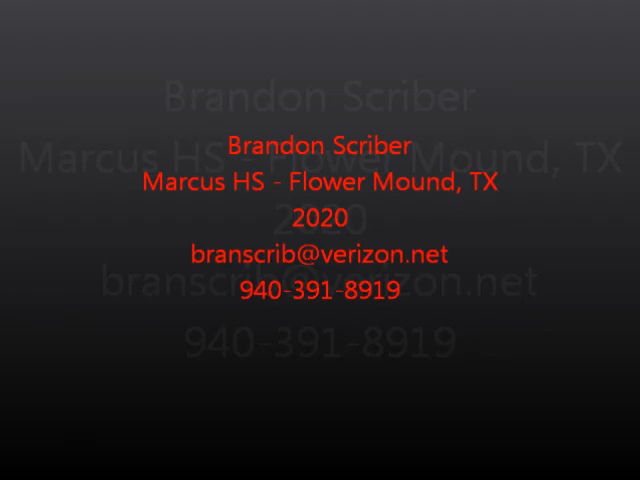 Brandon Scriber
Marcus HS - Flower Mound, TX
2020
branscrib@verizon.net
940-391-8919